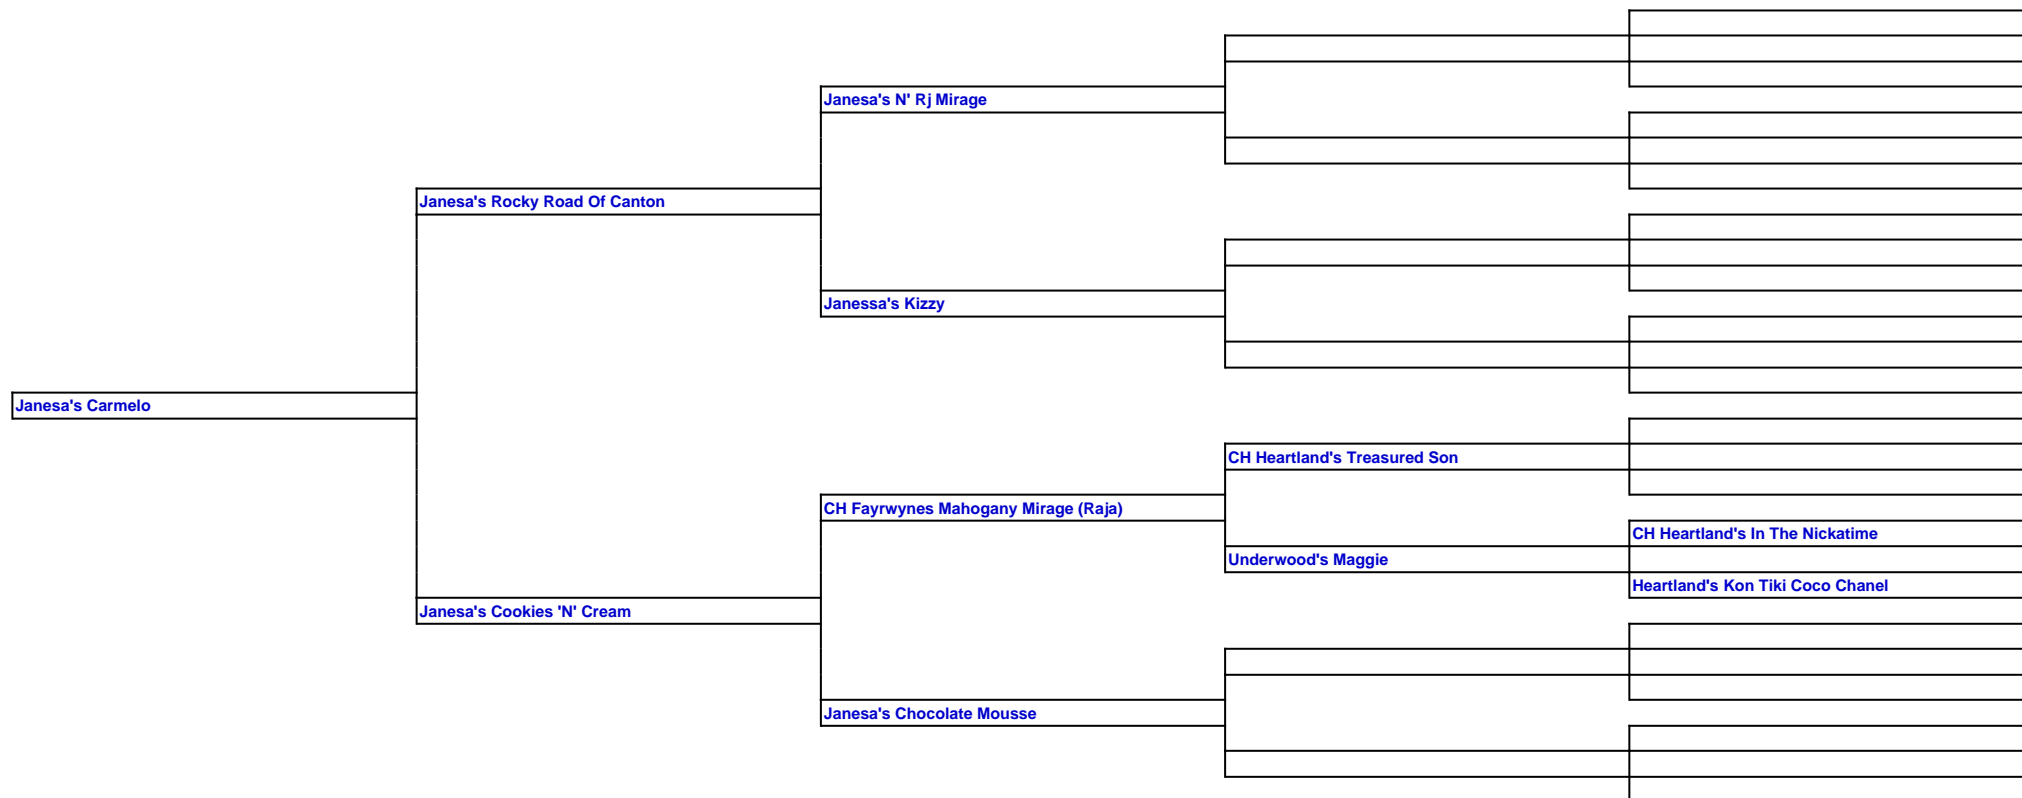 Janesa's N' Rj Mirage
Janesa's Rocky Road Of Canton
Janessa's Kizzy
Janesa's Carmelo
CH Heartland's Treasured Son
CH Fayrwynes Mahogany Mirage (Raja)
CH Heartland's In The Nickatime
Underwood's Maggie
Heartland's Kon Tiki Coco Chanel
Janesa's Cookies 'N' Cream
Janesa's Chocolate Mousse